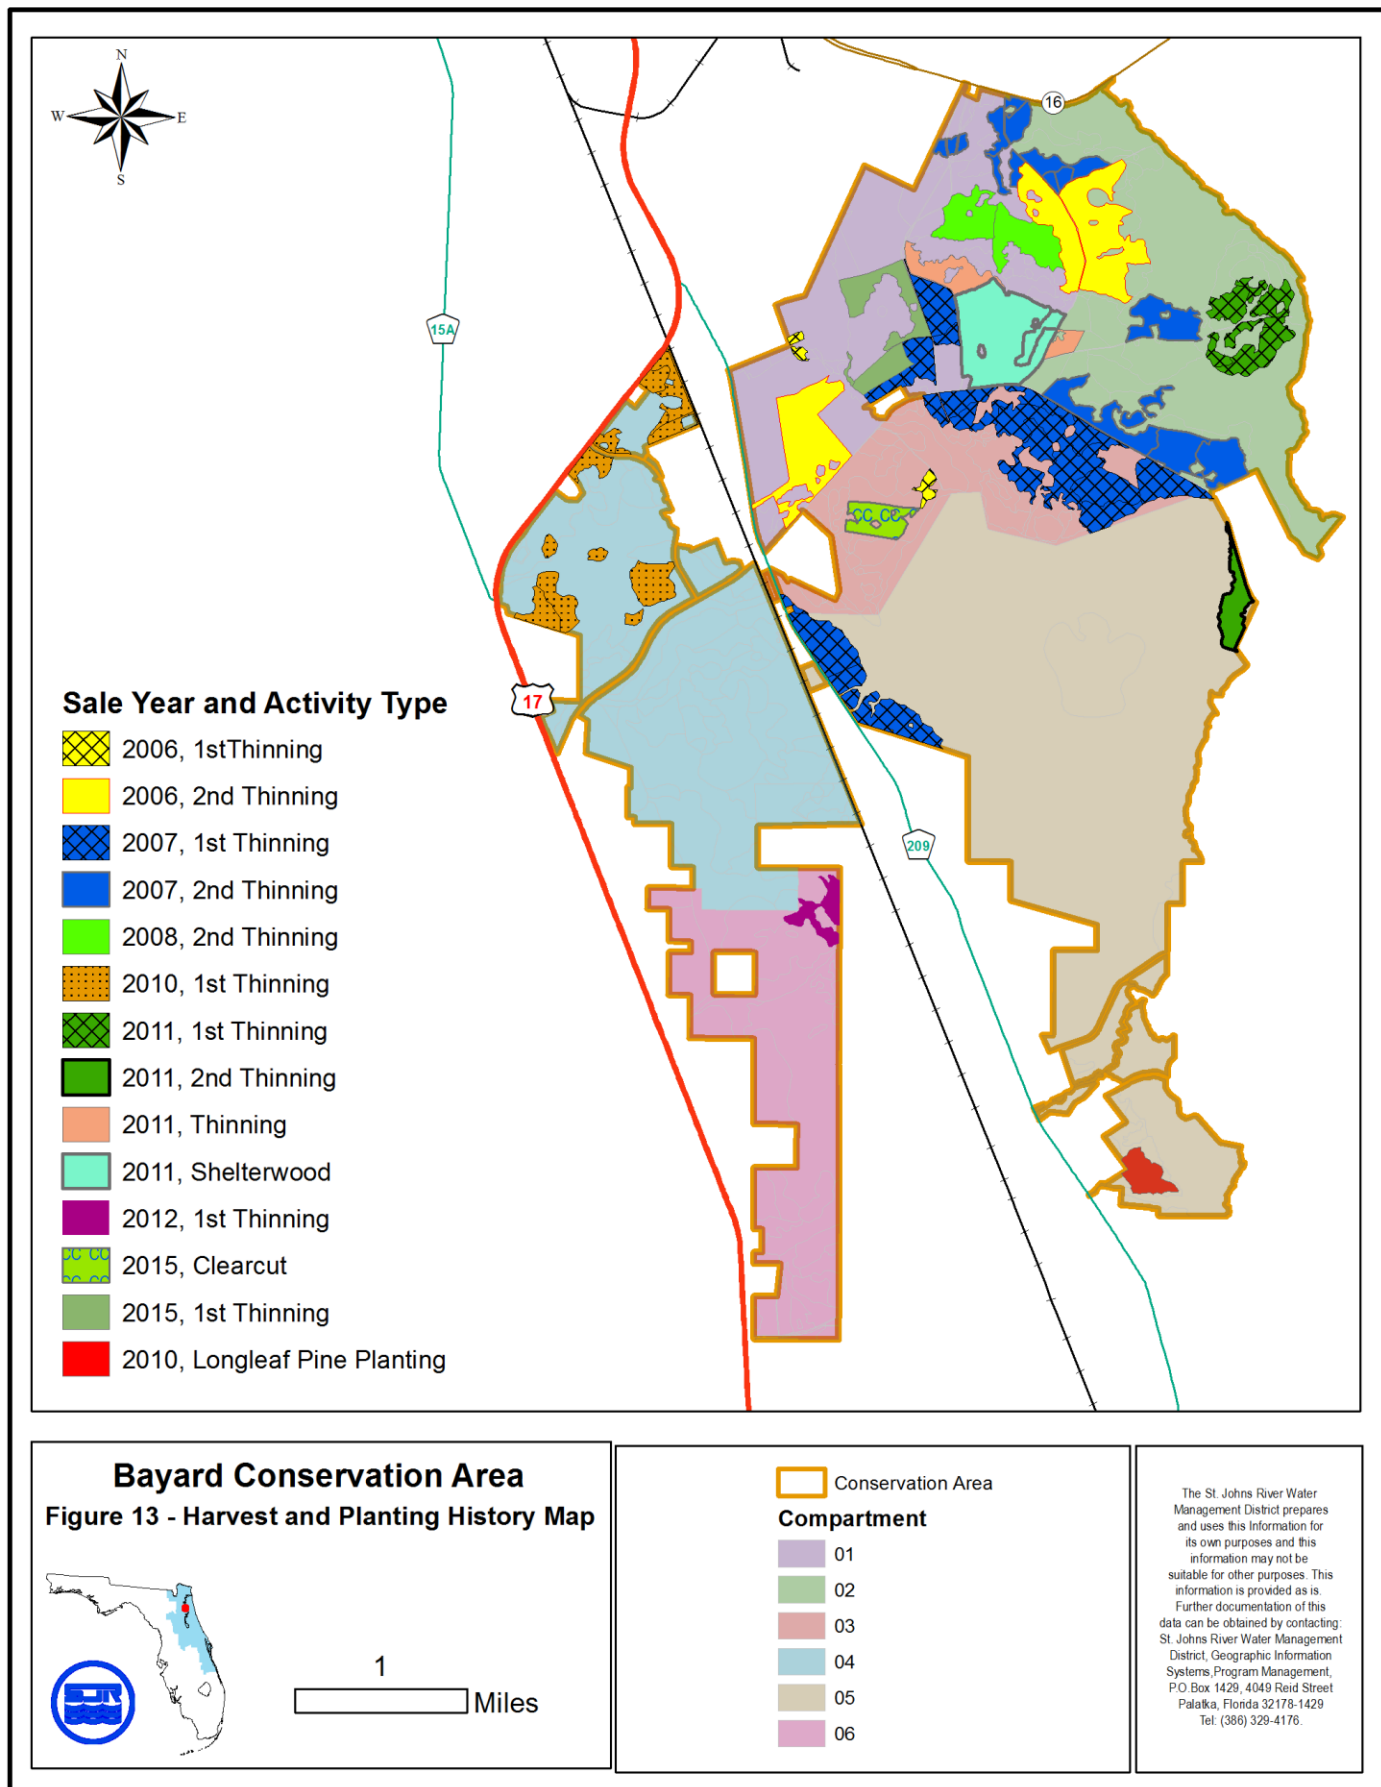 N
W E
S
16
15A
17
209
CC CC
Sale Year and Activity Type
2006, 1stThinning
2006, 2nd Thinning
2007, 1st Thinning
2007, 2nd Thinning
2008, 2nd Thinning
2010, 1st Thinning
2011, 1st Thinning
2011, 2nd Thinning
2011, Thinning
2011, Shelterwood
2012, 1st Thinning
CC CC
CC CC
2015, Clearcut
2015, 1st Thinning
2010, Longleaf Pine Planting
Bayard Conservation Area
Figure 13 - Harvest and Planting History Map
SJR
1
Miles
Conservation Area
Compartment
01
02
03
04
05
06
The St. Johns River Water
Management District prepares
and uses this Information for
its own purposes and this
information may not be
suitable for other purposes. This
information is provided as is.
Further documentation of this
data can be obtained by contacting:
St. Johns River Water Management
District, Geographic Information
Systems,Program Management,
P.O.Box 1429, 4049 Reid Street
Palatka, Florida 32178-1429
Tel: (386) 329-4176.